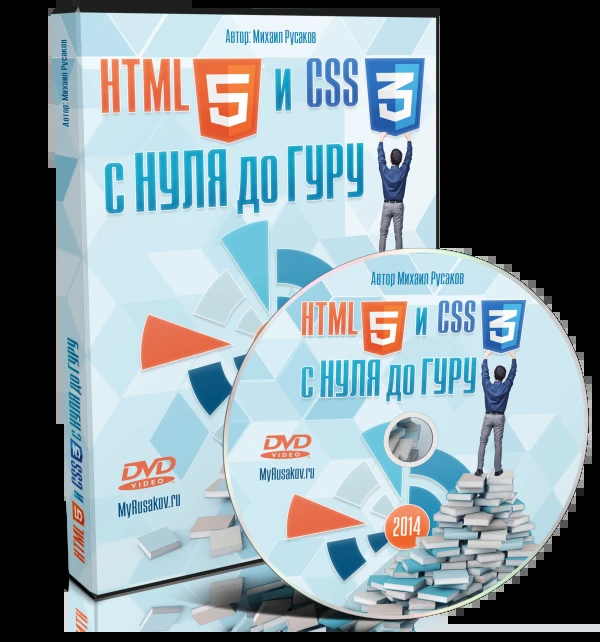 Автор: Михаил Русаков
HTML 5 и CSS 3
с НУЛЯ до ГУРУ
DVD
VIDEO
MyRusakov.ru
Автор: Михаил Русаков
HTML 5 и CSS 3 с НУЛЯ до ГУРУ
Автор Михаил Русаков
HTML 5 и CSS 3
с НУЛЯ до ГУРУ
DVD
VIDEO
MyRusakov.ru
2014